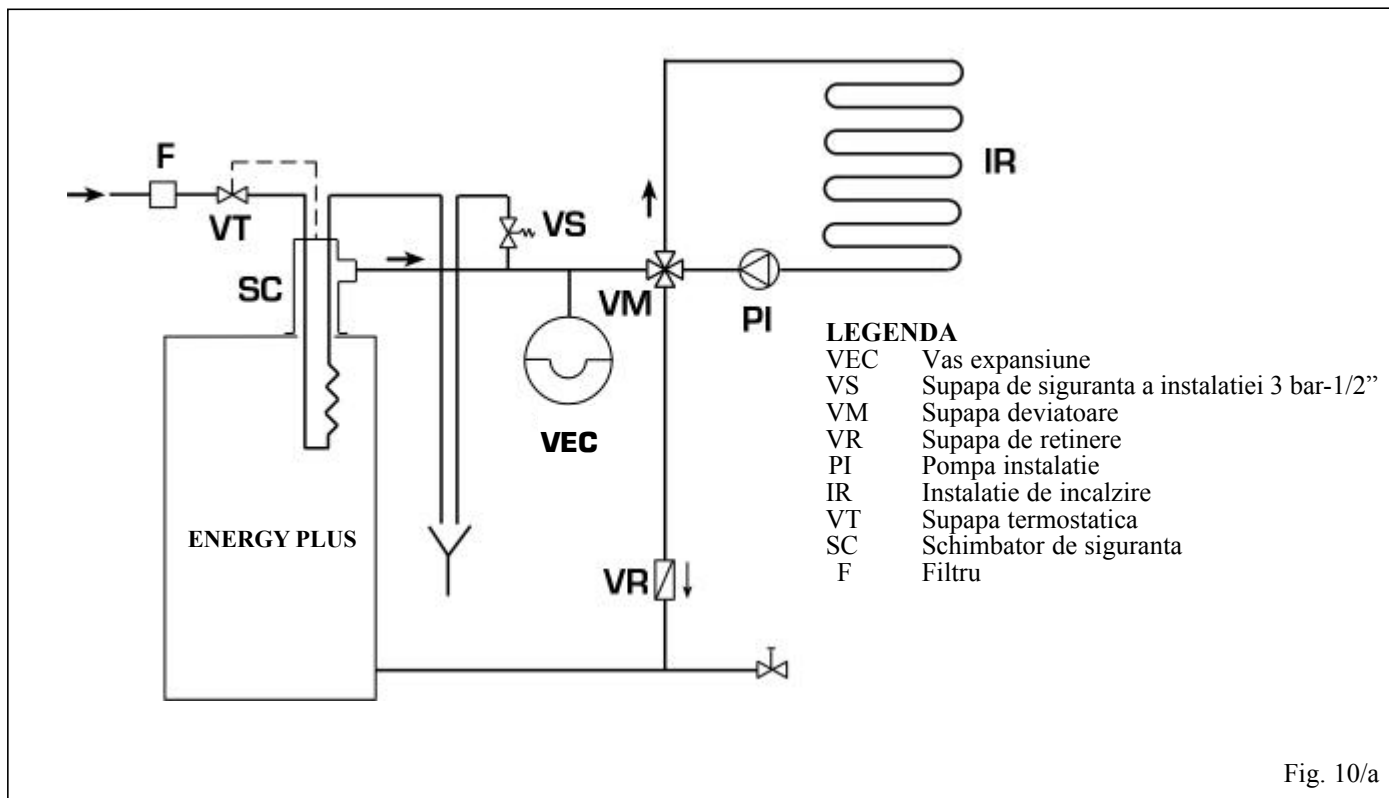 F
VT
SC
VS
VM
PI
IR
VEC
VR
ENERGY PLUS
LEGENDA
VEC Vas expansiune
VS Supapa de siguranta a instalatiei 3 bar-1/2”
VM Supapa deviatoare
VR Supapa de retinere
PI Pompa instalatie
IR Instalatie de incalzire
VT Supapa termostatica
SC Schimbator de siguranta
F Filtru
Fig. 10/a